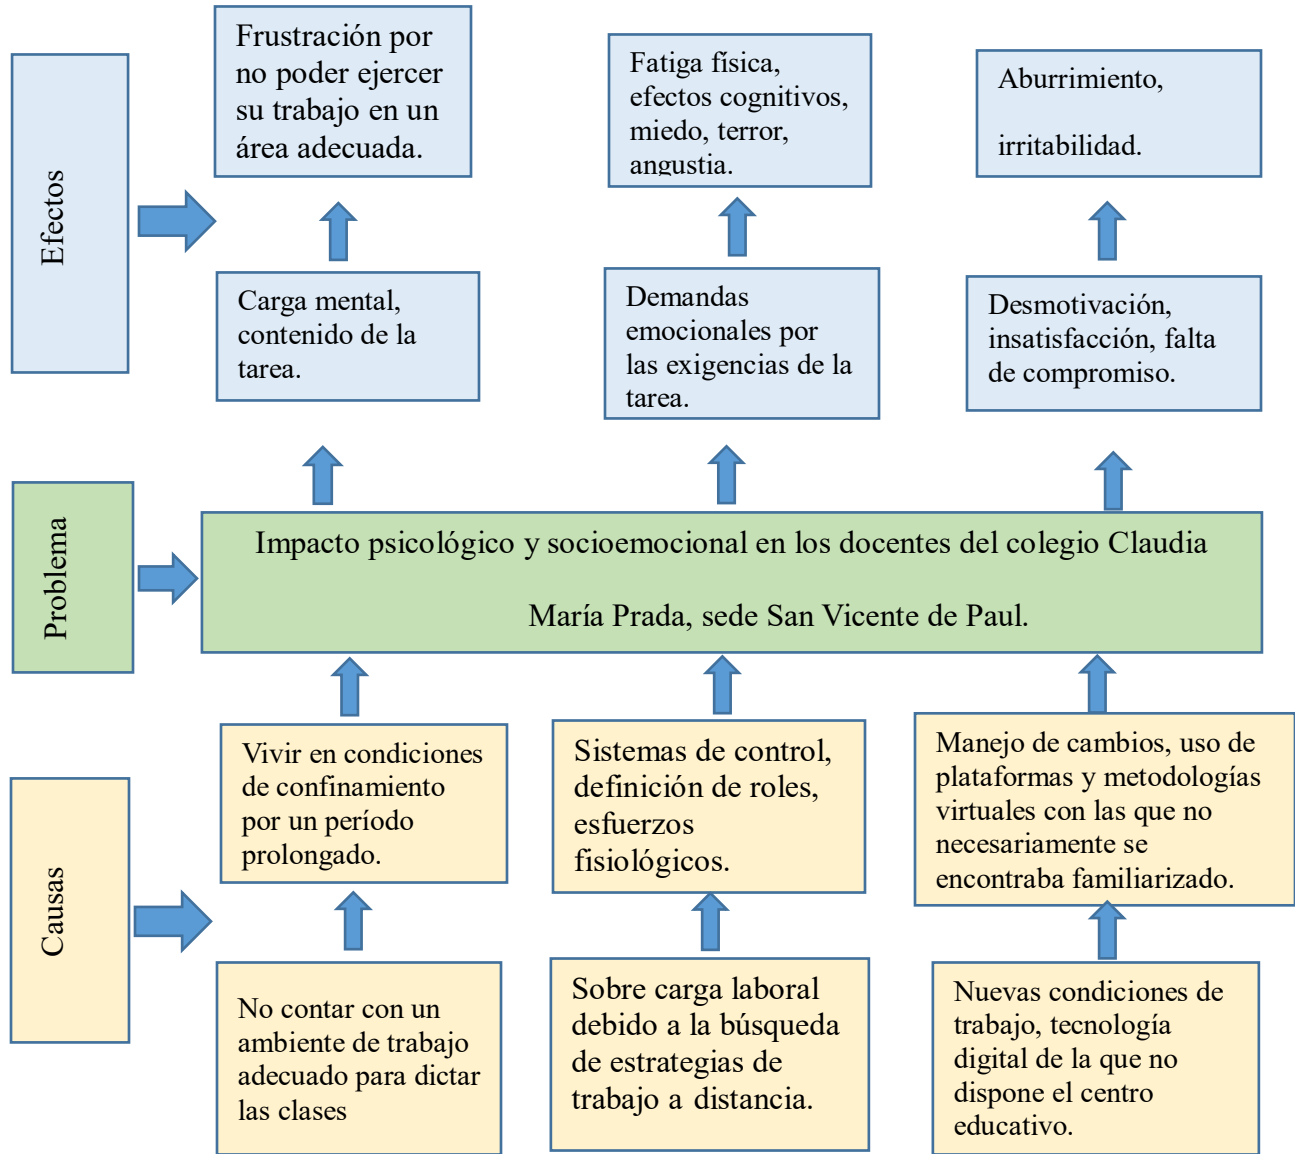 Efectos
Frustración por
no poder ejercer
su trabajo en un
área adecuada.
Fatiga física,
efectos cognitivos,
miedo, terror,
angustia.
Aburrimiento,
irritabilidad.
Carga mental,
contenido de la
tarea.
Demandas
emocionales por
las exigencias de la
tarea.
Desmotivación,
insatisfacción, falta
de compromiso.
Problema
Impacto psicológico y socioemocional en los docentes del colegio Claudia
María Prada, sede San Vicente de Paul.
Causas
Vivir en condiciones
de confinamiento
por un período
prolongado.
Sistemas de control,
definición de roles,
esfuerzos
fisiológicos.
Manejo de cambios, uso de
plataformas y metodologías
virtuales con las que no
necesariamente se
encontraba familiarizado.
No contar con un
ambiente de trabajo
adecuado para dictar
las clases
Sobre carga laboral
debido a la búsqueda
de estrategias de
trabajo a distancia.
Nuevas condiciones de
trabajo, tecnología
digital de la que no
dispone el centro
educativo.